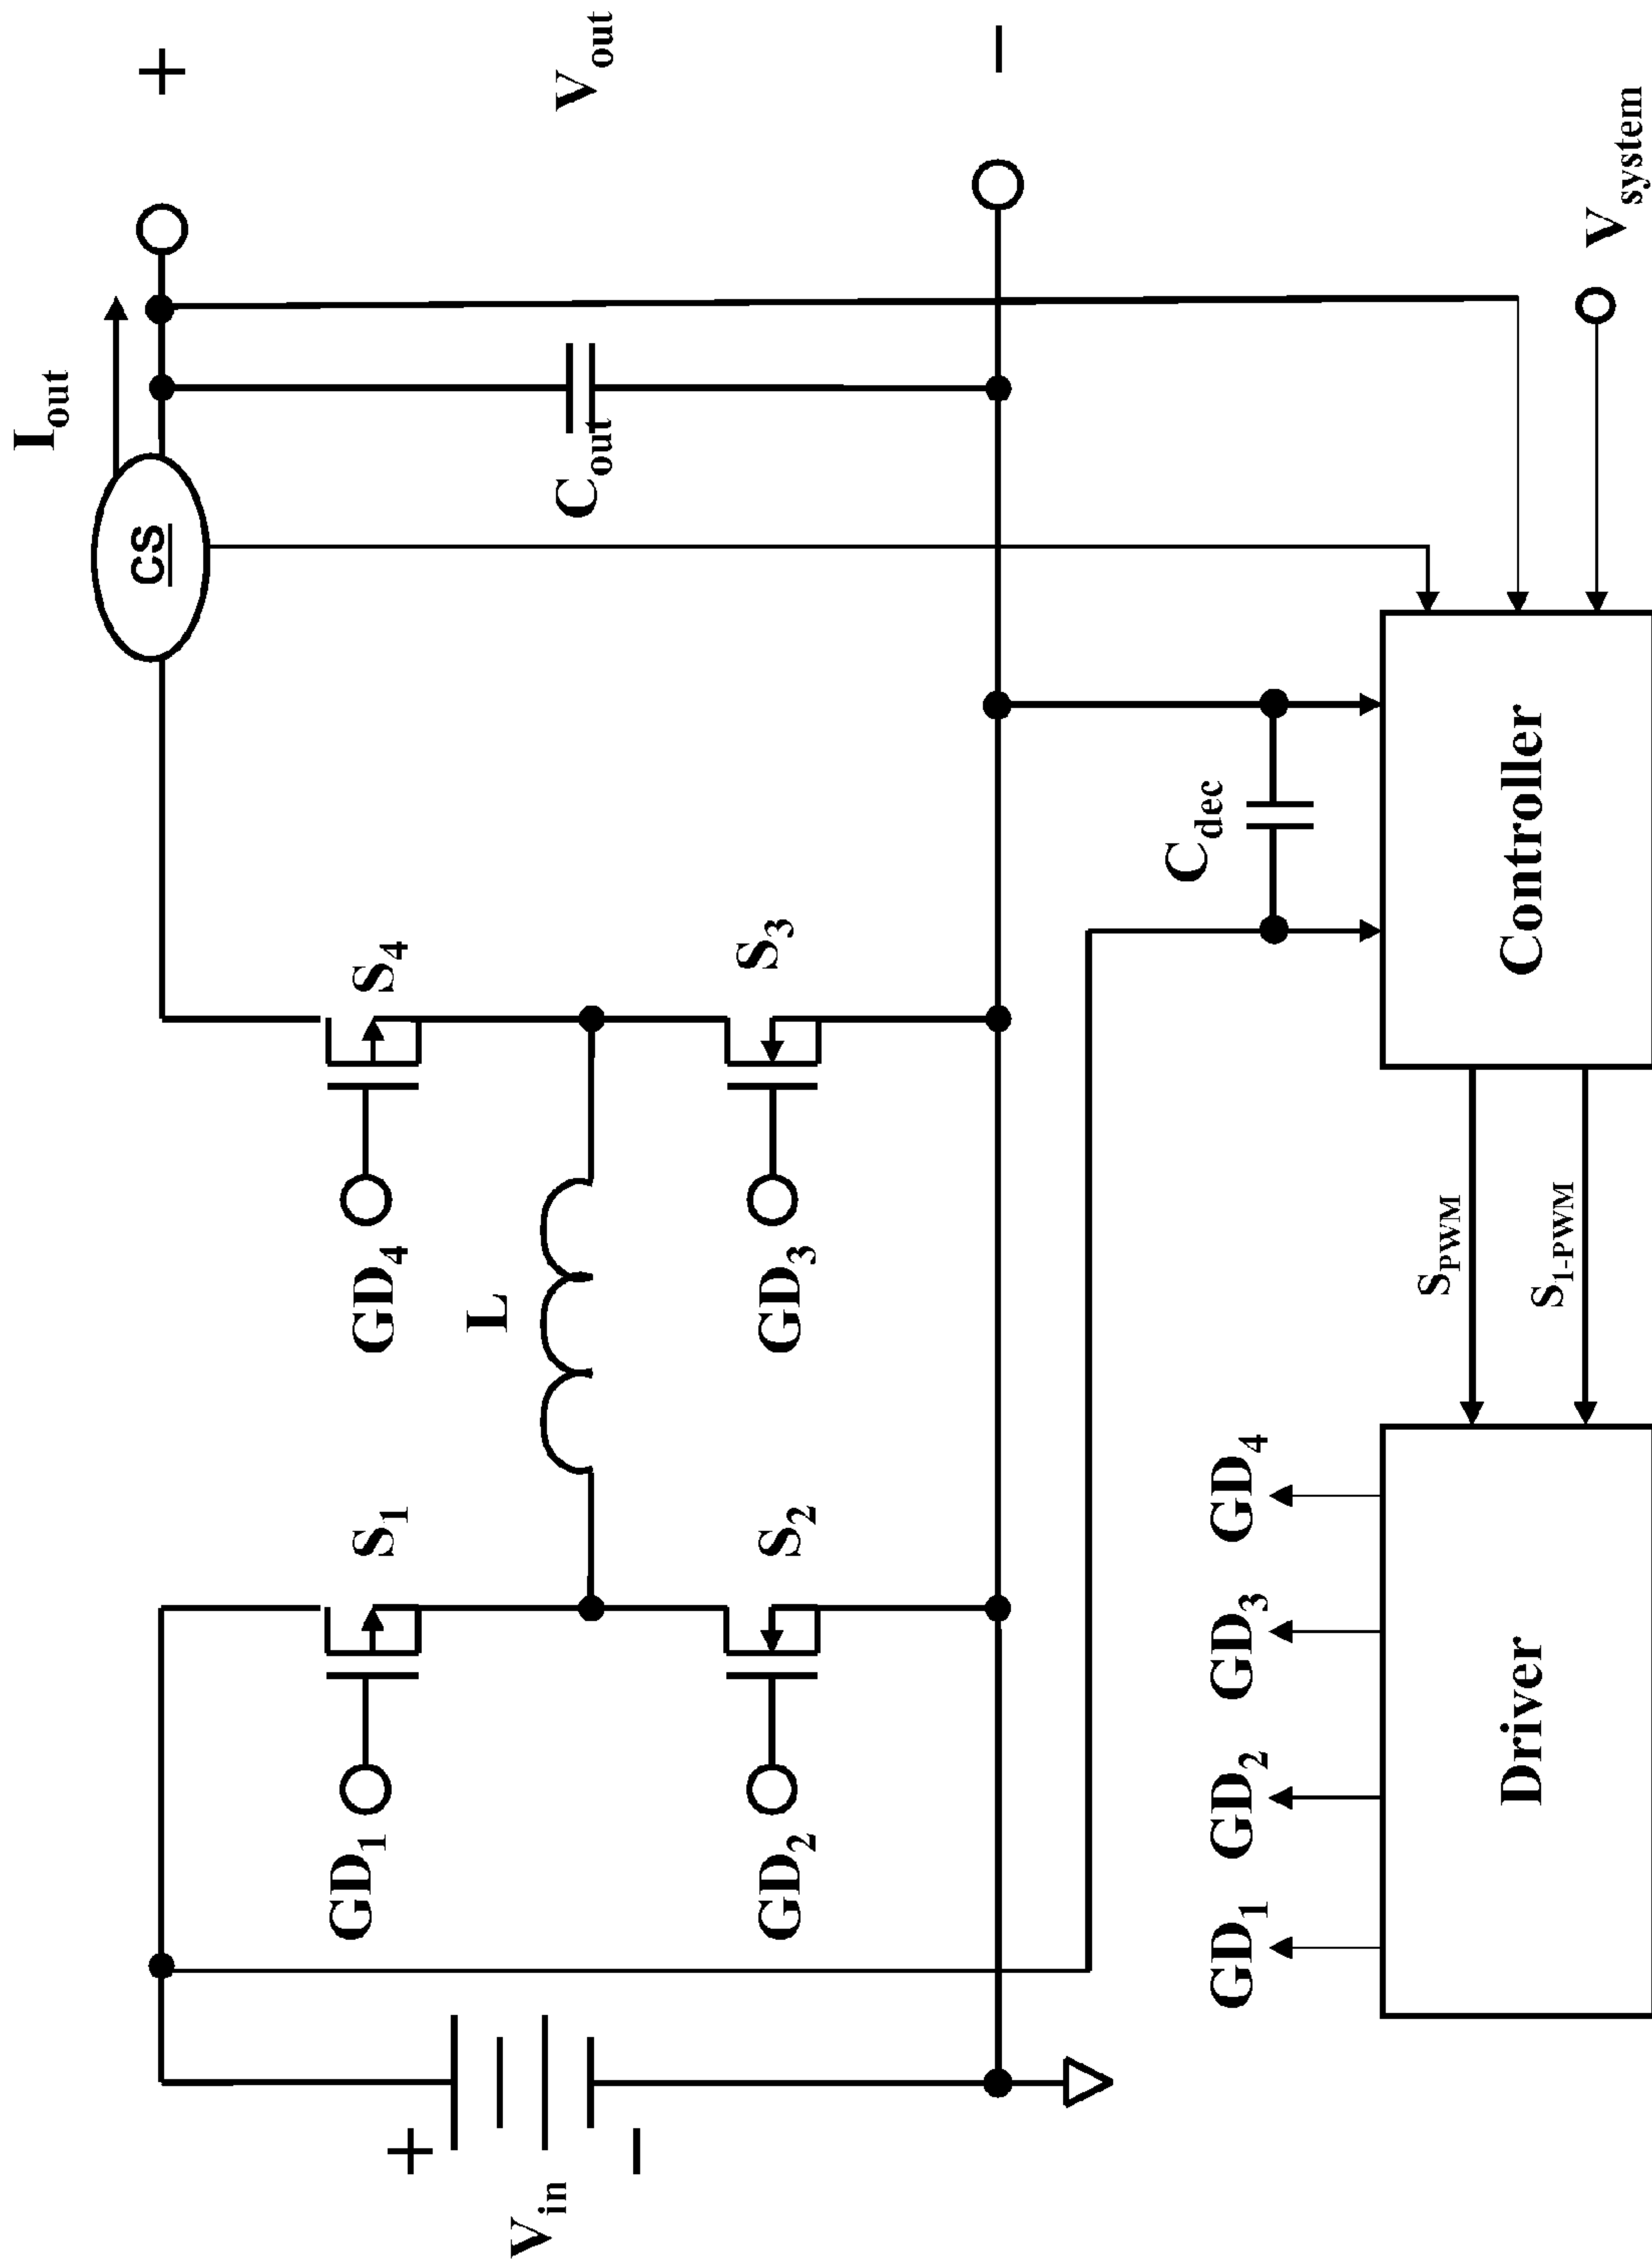 I_out
+
CS
V_out
C_out
−
S_4
GD_4
S_3
GD_3
L
S_1
GD_1
S_2
GD_2
+
V_in
−
C_dec
V_system
Controller
S_PWM
S_1-PWM
GD_1 GD_2 GD_3 GD_4
Driver